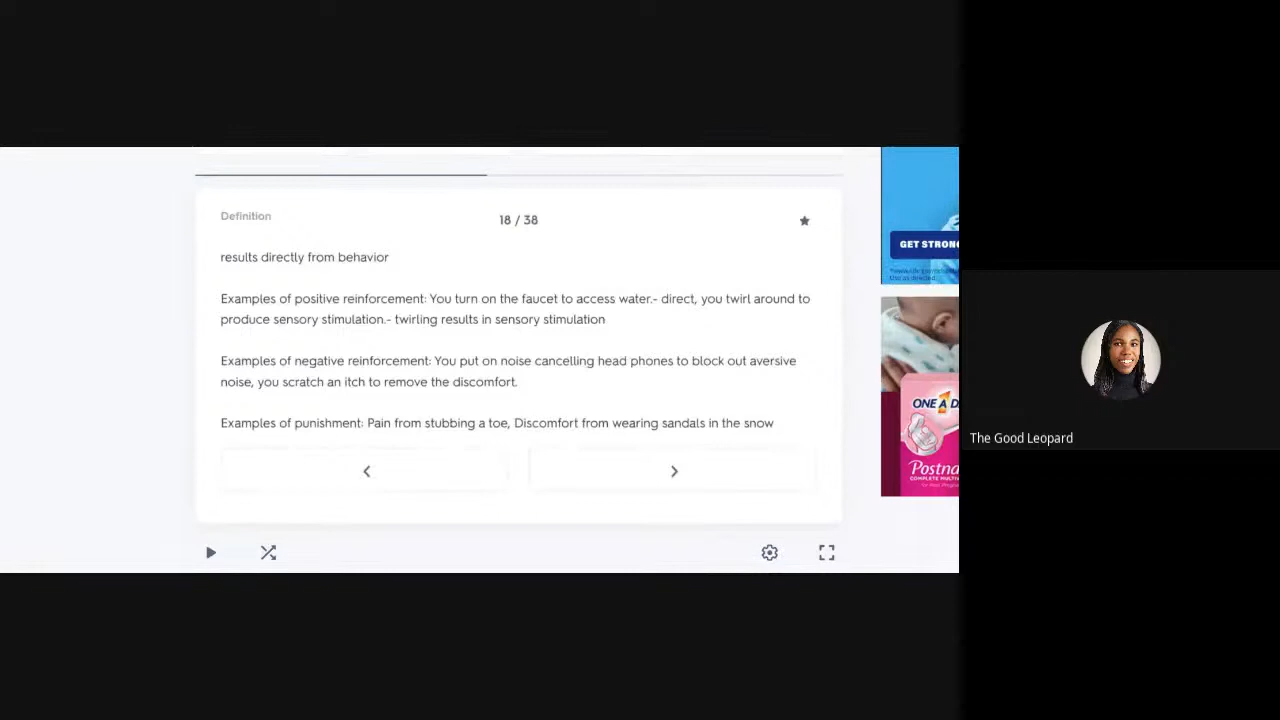 Definition
18 / 38
results directly from behavior
Examples of positive reinforcement: You turn on the faucet to access water.- direct, you twirl around to
produce sensory stimulation.- twirling results in sensory stimulation
Examples of negative reinforcement: You put on noise cancelling head phones to block out aversive
noise, you scratch an itch to remove the discomfort.
Examples of punishment: Pain from stubbing a toe, Discomfort from wearing sandals in the snow
GET STRON
ONE A D
Postna
The Good Leopard